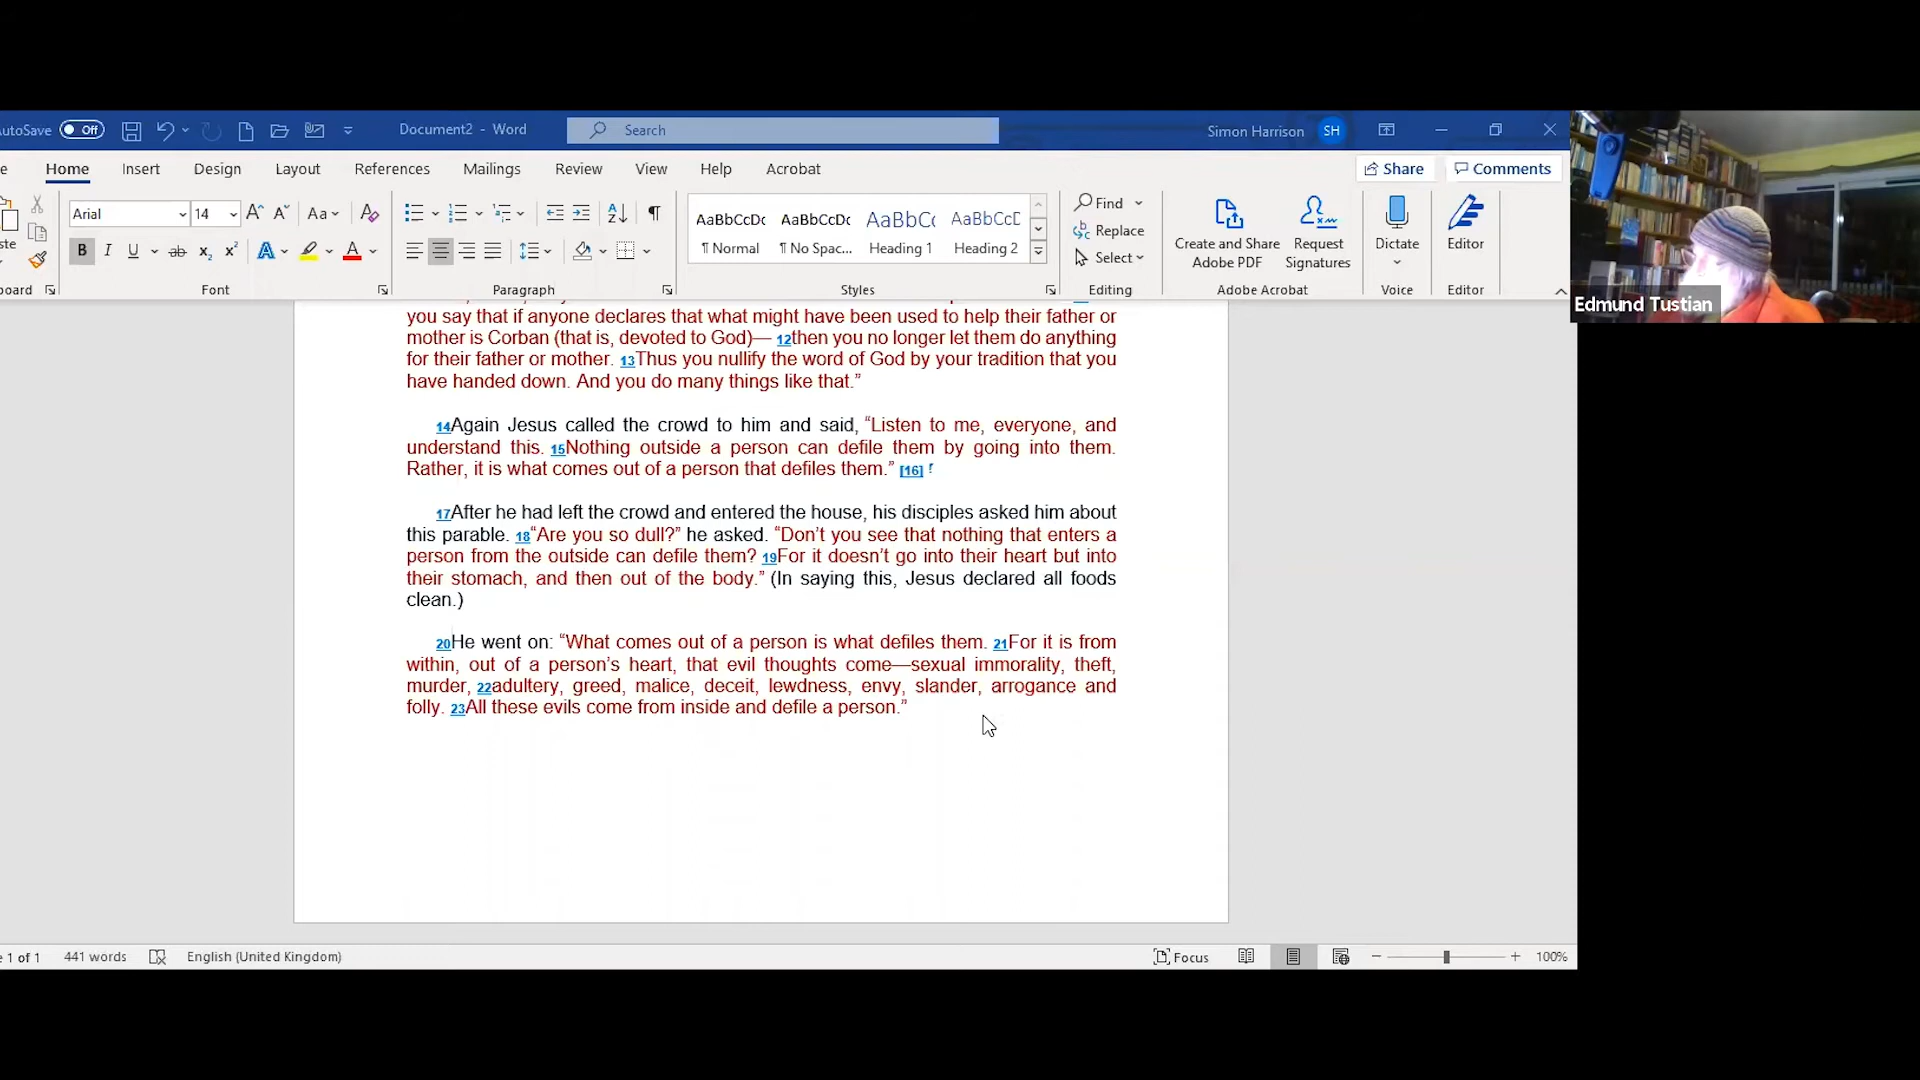 AutoSave Off Document2 - Word Search Simon Harrison SH
Home Insert Design Layout References Mailings Review View Help Acrobat Share Comments
Arial 14 Aa AaBbCcDc AaBbCcDc AaBbCc AaBbCcD Find
Replace
¶ Normal ¶ No Spac... Heading 1 Heading 2 Create and Share Adobe PDF Request Signatures Dictate Editor
Select
Font Paragraph Styles Editing Adobe Acrobat Voice Editor
Edmund Tustian
you say that if anyone declares that what might have been used to help their father or
mother is Corban (that is, devoted to God)— 12then you no longer let them do anything
for their father or mother. 13Thus you nullify the word of God by your tradition that you
have handed down. And you do many things like that.”
14Again Jesus called the crowd to him and said, “Listen to me, everyone, and
understand this. 15Nothing outside a person can defile them by going into them.
Rather, it is what comes out of a person that defiles them.” [16] f
17After he had left the crowd and entered the house, his disciples asked him about
this parable. 18“Are you so dull?” he asked. “Don’t you see that nothing that enters a
person from the outside can defile them? 19For it doesn’t go into their heart but into
their stomach, and then out of the body.” (In saying this, Jesus declared all foods
clean.)
20He went on: “What comes out of a person is what defiles them. 21For it is from
within, out of a person’s heart, that evil thoughts come—sexual immorality, theft,
murder, 22adultery, greed, malice, deceit, lewdness, envy, slander, arrogance and
folly. 23All these evils come from inside and defile a person.”
1 of 1 441 words English (United Kingdom) Focus 100%